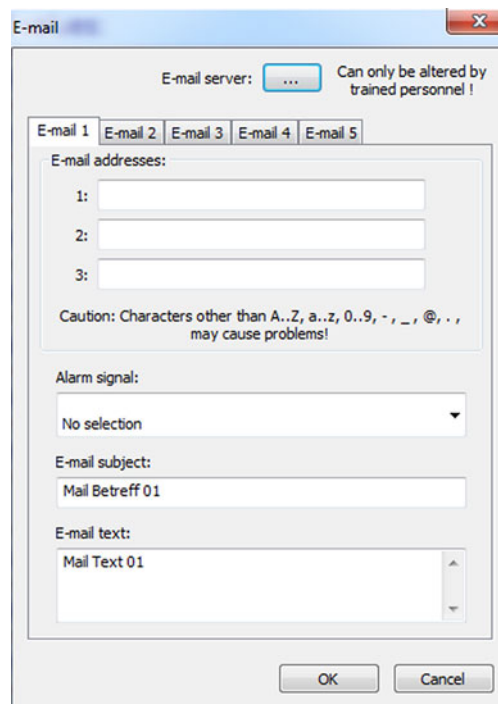 E-mail
E-mail server:
...
Can only be altered by
trained personnel !
E-mail 1
E-mail 2
E-mail 3
E-mail 4
E-mail 5
E-mail addresses:
1:
2:
3:
Caution: Characters other than A..Z, a..z, 0..9, - , _ , @, . ,
may cause problems!
Alarm signal:
No selection
E-mail subject:
Mail Betreff 01
E-mail text:
Mail Text 01
OK
Cancel